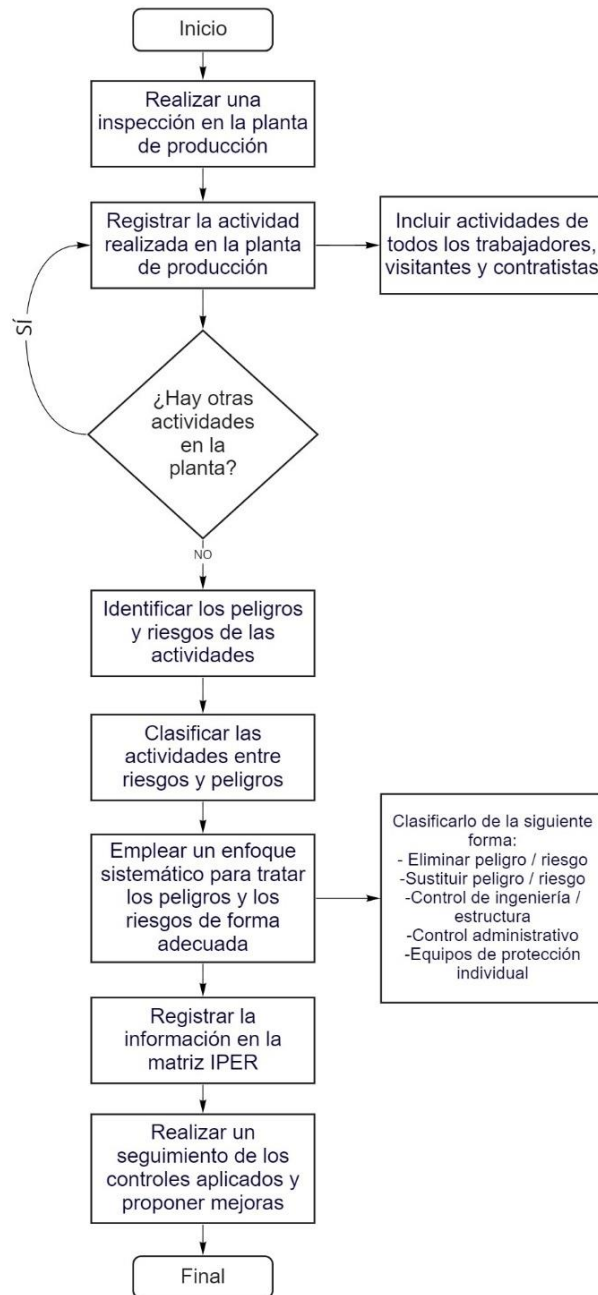 Inicio
Realizar una
inspección en la planta
de producción
Registrar la actividad
realizada en la planta
de producción
Incluir actividades de
todos los trabajadores,
visitantes y contratistas
SÍ
¿Hay otras
actividades
en la
planta?
NO
Identificar los peligros
y riesgos de las
actividades
Clasificar las
actividades entre
riesgos y peligros
Emplear un enfoque
sistemático para tratar
los peligros y los
riesgos de forma
adecuada
Clasificarlo de la siguiente
forma:
- Eliminar peligro / riesgo
-Sustituir peligro / riesgo
-Control de ingeniería /
estructura
-Control administrativo
-Equipos de protección
individual
Registrar la
información en la
matriz IPER
Realizar un
seguimiento de los
controles aplicados y
proponer mejoras
Final